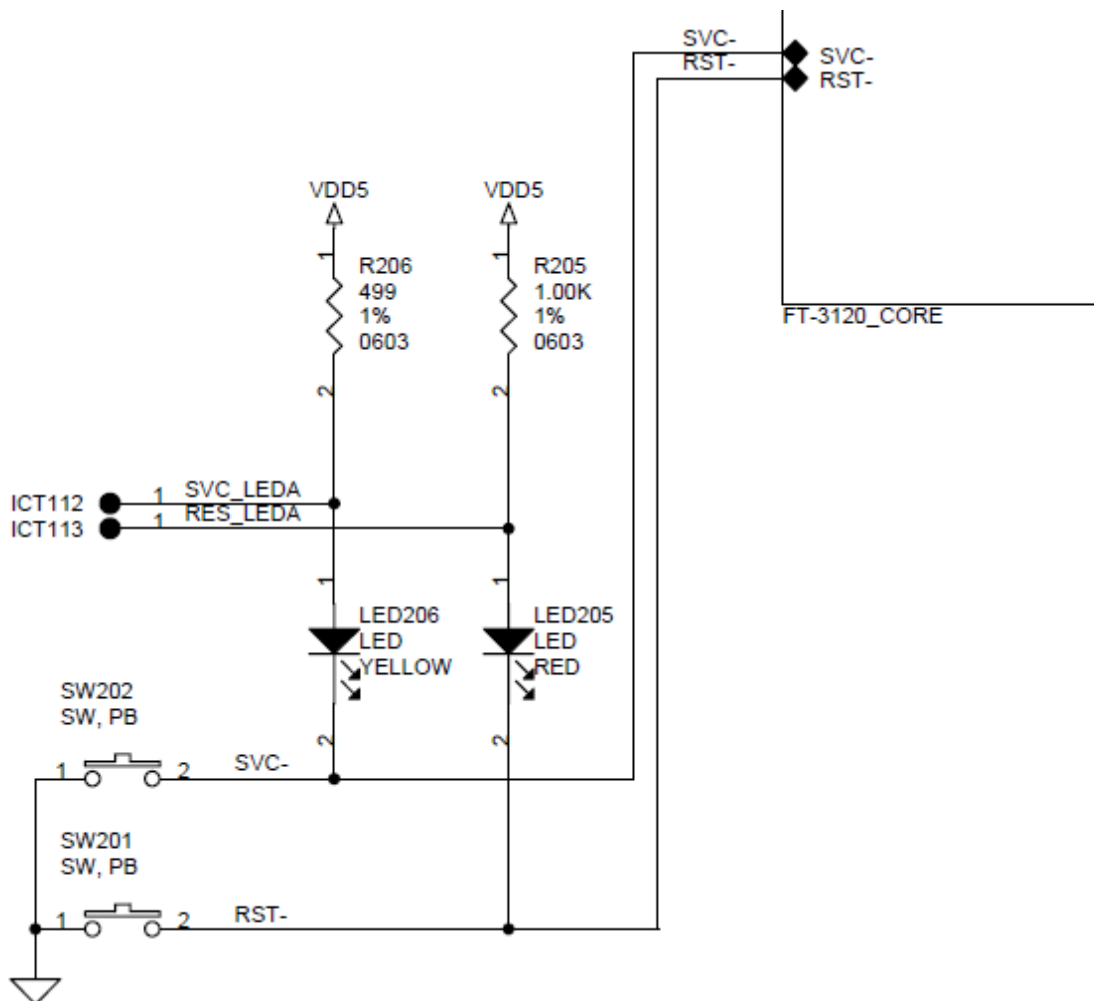 SVC-
RST-
SVC-
RST-
VDD5
VDD5
1
1
R206
499
1%
0603
R205
1.00K
1%
0603
FT-3120_CORE
2
2
ICT112
1
SVC_LEDA
ICT113
1
RES_LEDA
1
1
LED206
LED
YELLOW
LED205
LED
RED
SW202
SW, PB
2
2
1
2
SVC-
SW201
SW, PB
1
2
RST-